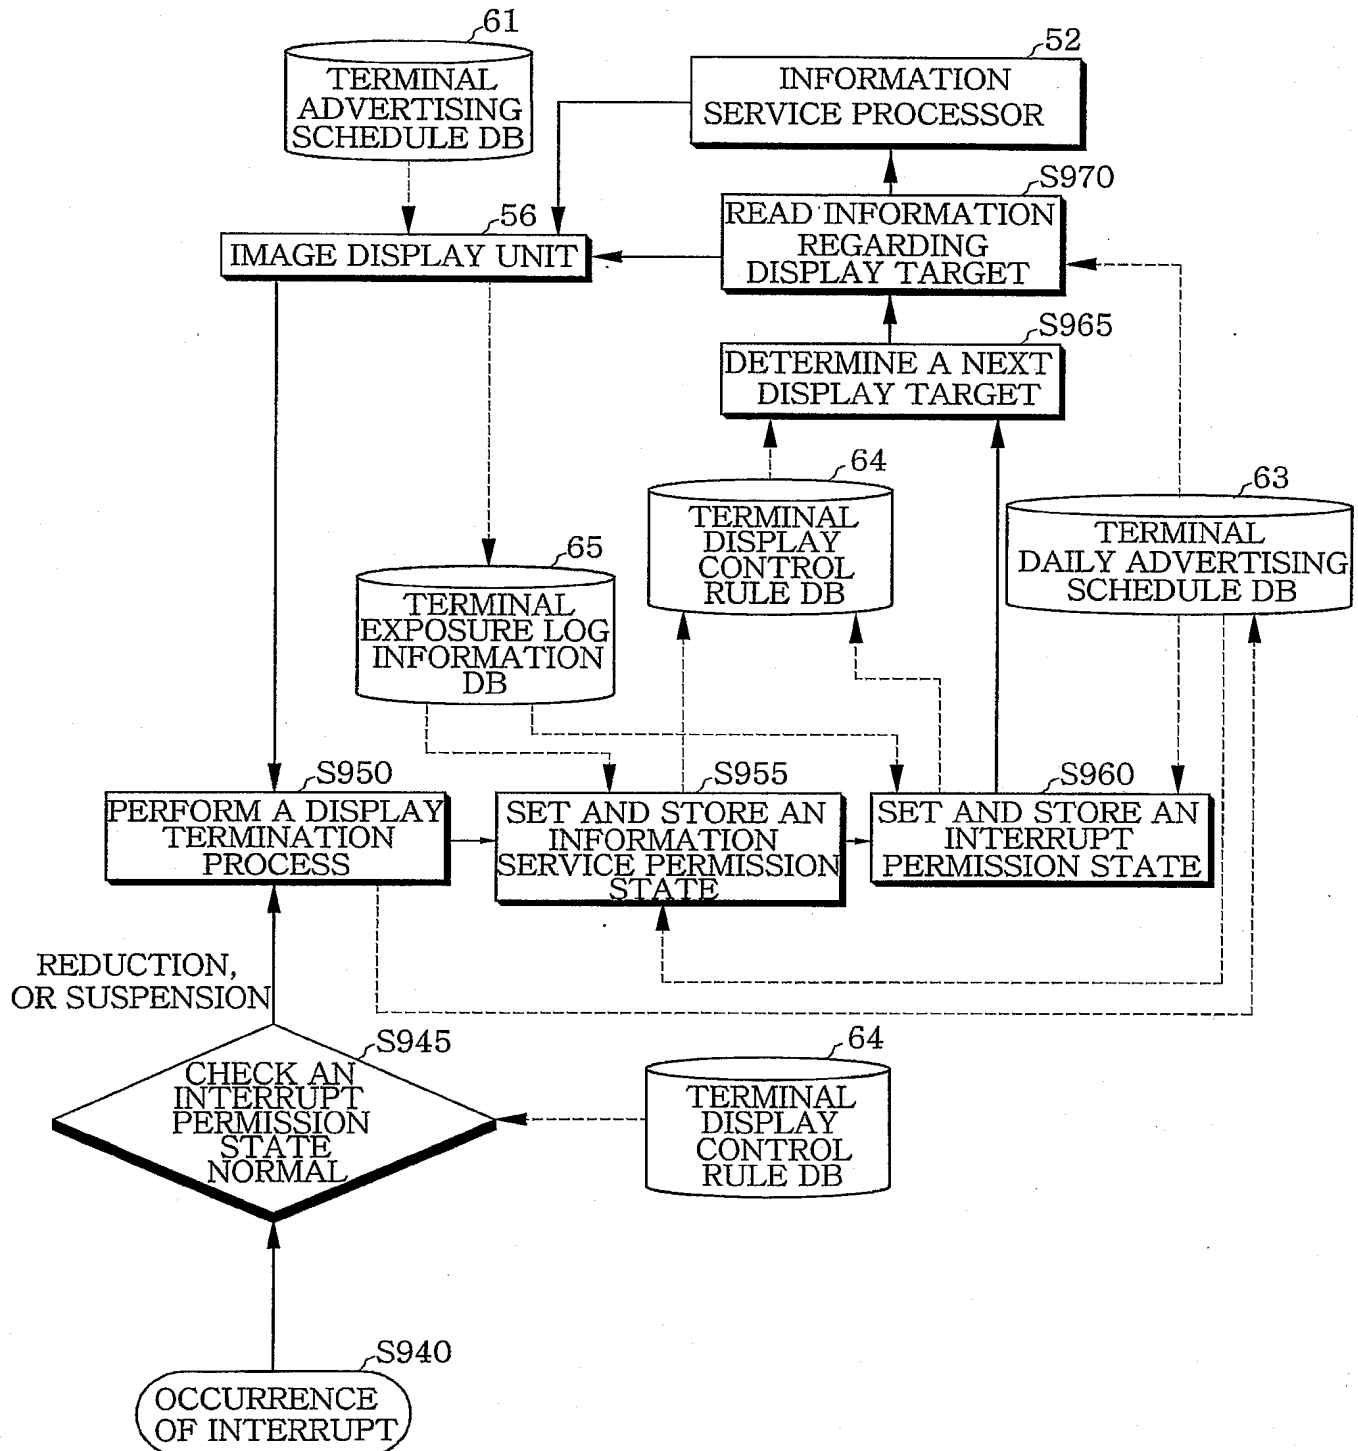 61
TERMINAL
ADVERTISING
SCHEDULE DB
52
INFORMATION
SERVICE PROCESSOR
S970
READ INFORMATION
REGARDING
DISPLAY TARGET
56
IMAGE DISPLAY UNIT
S965
DETERMINE A NEXT
DISPLAY TARGET
64
TERMINAL
DISPLAY
CONTROL
RULE DB
63
TERMINAL
DAILY ADVERTISING
SCHEDULE DB
65
TERMINAL
EXPOSURE LOG
INFORMATION
DB
S950
PERFORM A DISPLAY
TERMINATION
PROCESS
S955
SET AND STORE AN
INFORMATION
SERVICE PERMISSION
STATE
S960
SET AND STORE AN
INTERRUPT
PERMISSION STATE
REDUCTION,
OR SUSPENSION
S945
CHECK AN
INTERRUPT
PERMISSION
STATE
NORMAL
64
TERMINAL
DISPLAY
CONTROL
RULE DB
S940
OCCURRENCE
OF INTERRUPT